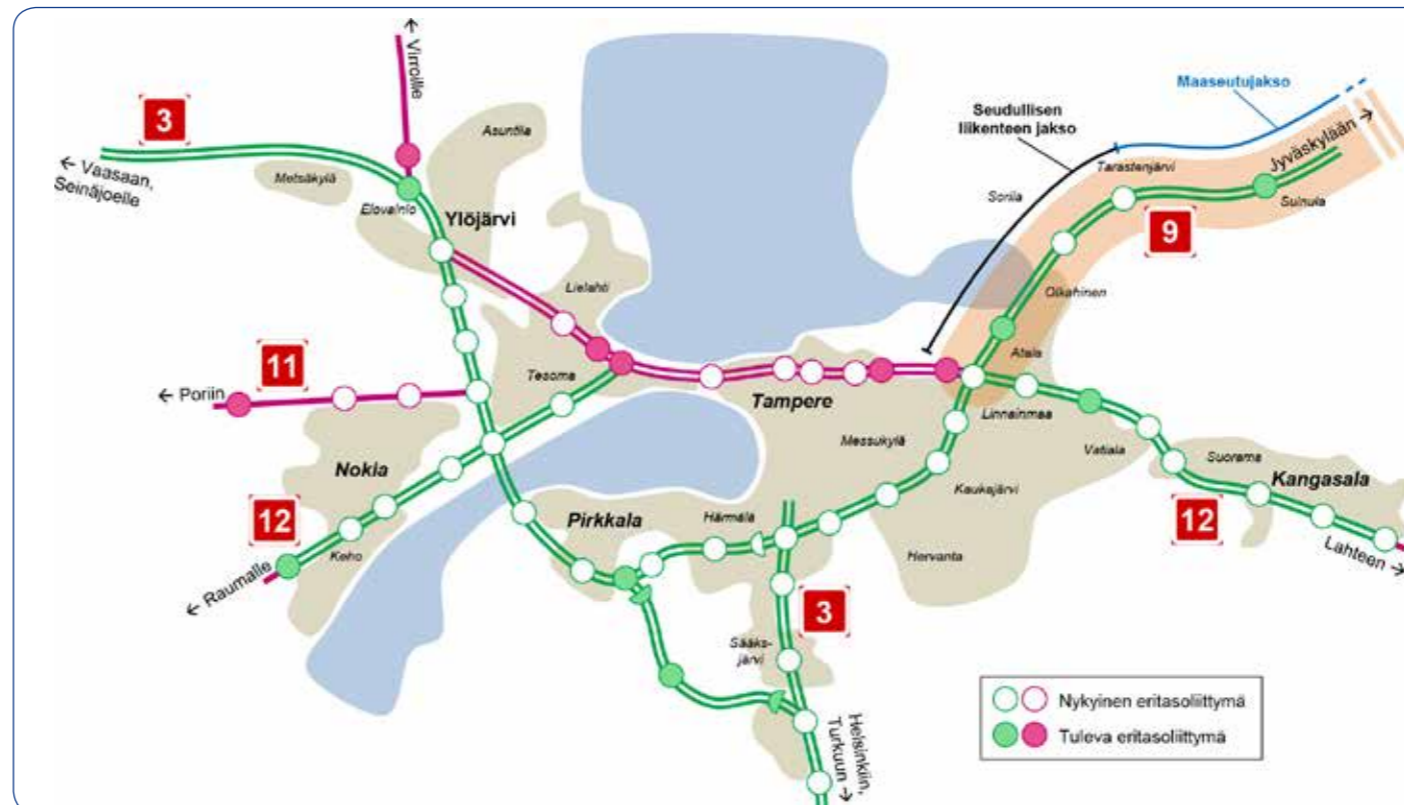 ← Virroille
3
Asuntila
Metsäkylä
← Vaasaan,
Seinäjoelle
Elovainio
Ylöjärvi
Lielahti
11
← Poriin
Tesoma
Tampere
Nokia
12
Keho
← Raumalle
Pirkkala
Härmälä
Messukylä
Kaukajärvi
Hervanta
Sääks-
järvi
3
Helsinkiin,
Turkuun →
Seudullisen
liikenteen jakso
Maaseutujakso
Tarastenjärvi
Jyväskylään →
Sorila
Suinula
9
Olkahinen
Atala
Linnainmaa
Vatiala
Suorama
Kangasala
12
Lahteen →
Nykyinen eritasoliittymä
Tuleva eritasoliittymä